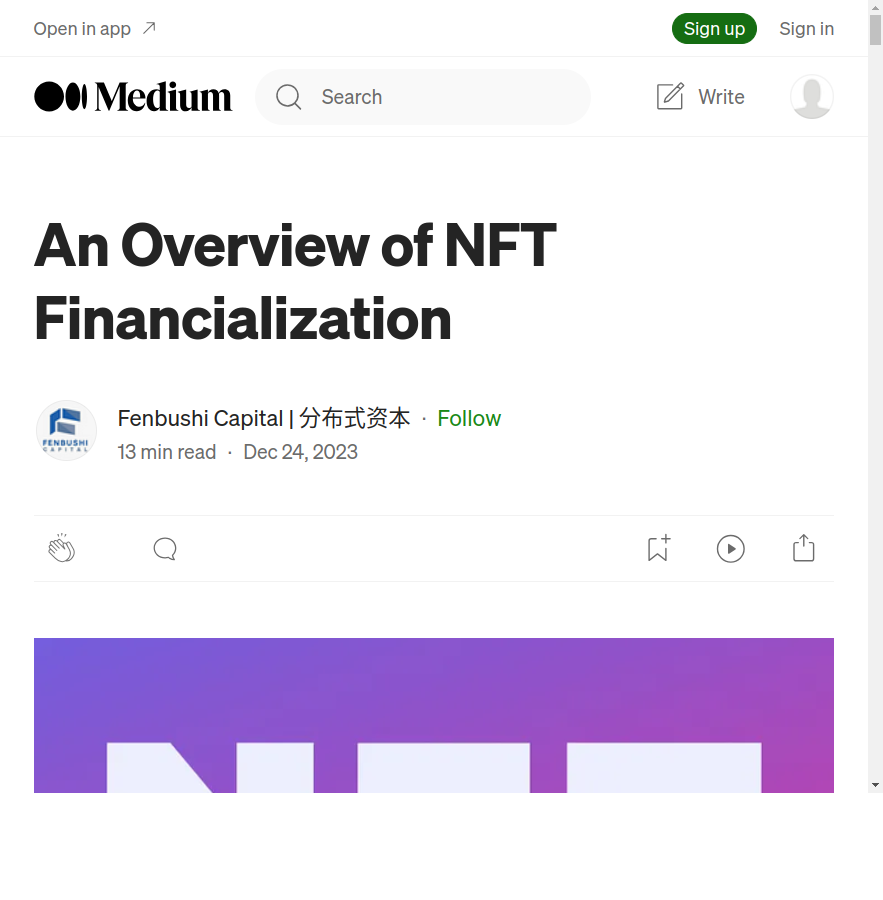 Open in app
Sign up
Sign in
Medium
Search
Write
An Overview of NFT
Financialization
FENBUSHI
CAPITAL
Fenbushi Capital | 分布式资本 · Follow
13 min read · Dec 24, 2023
NFT